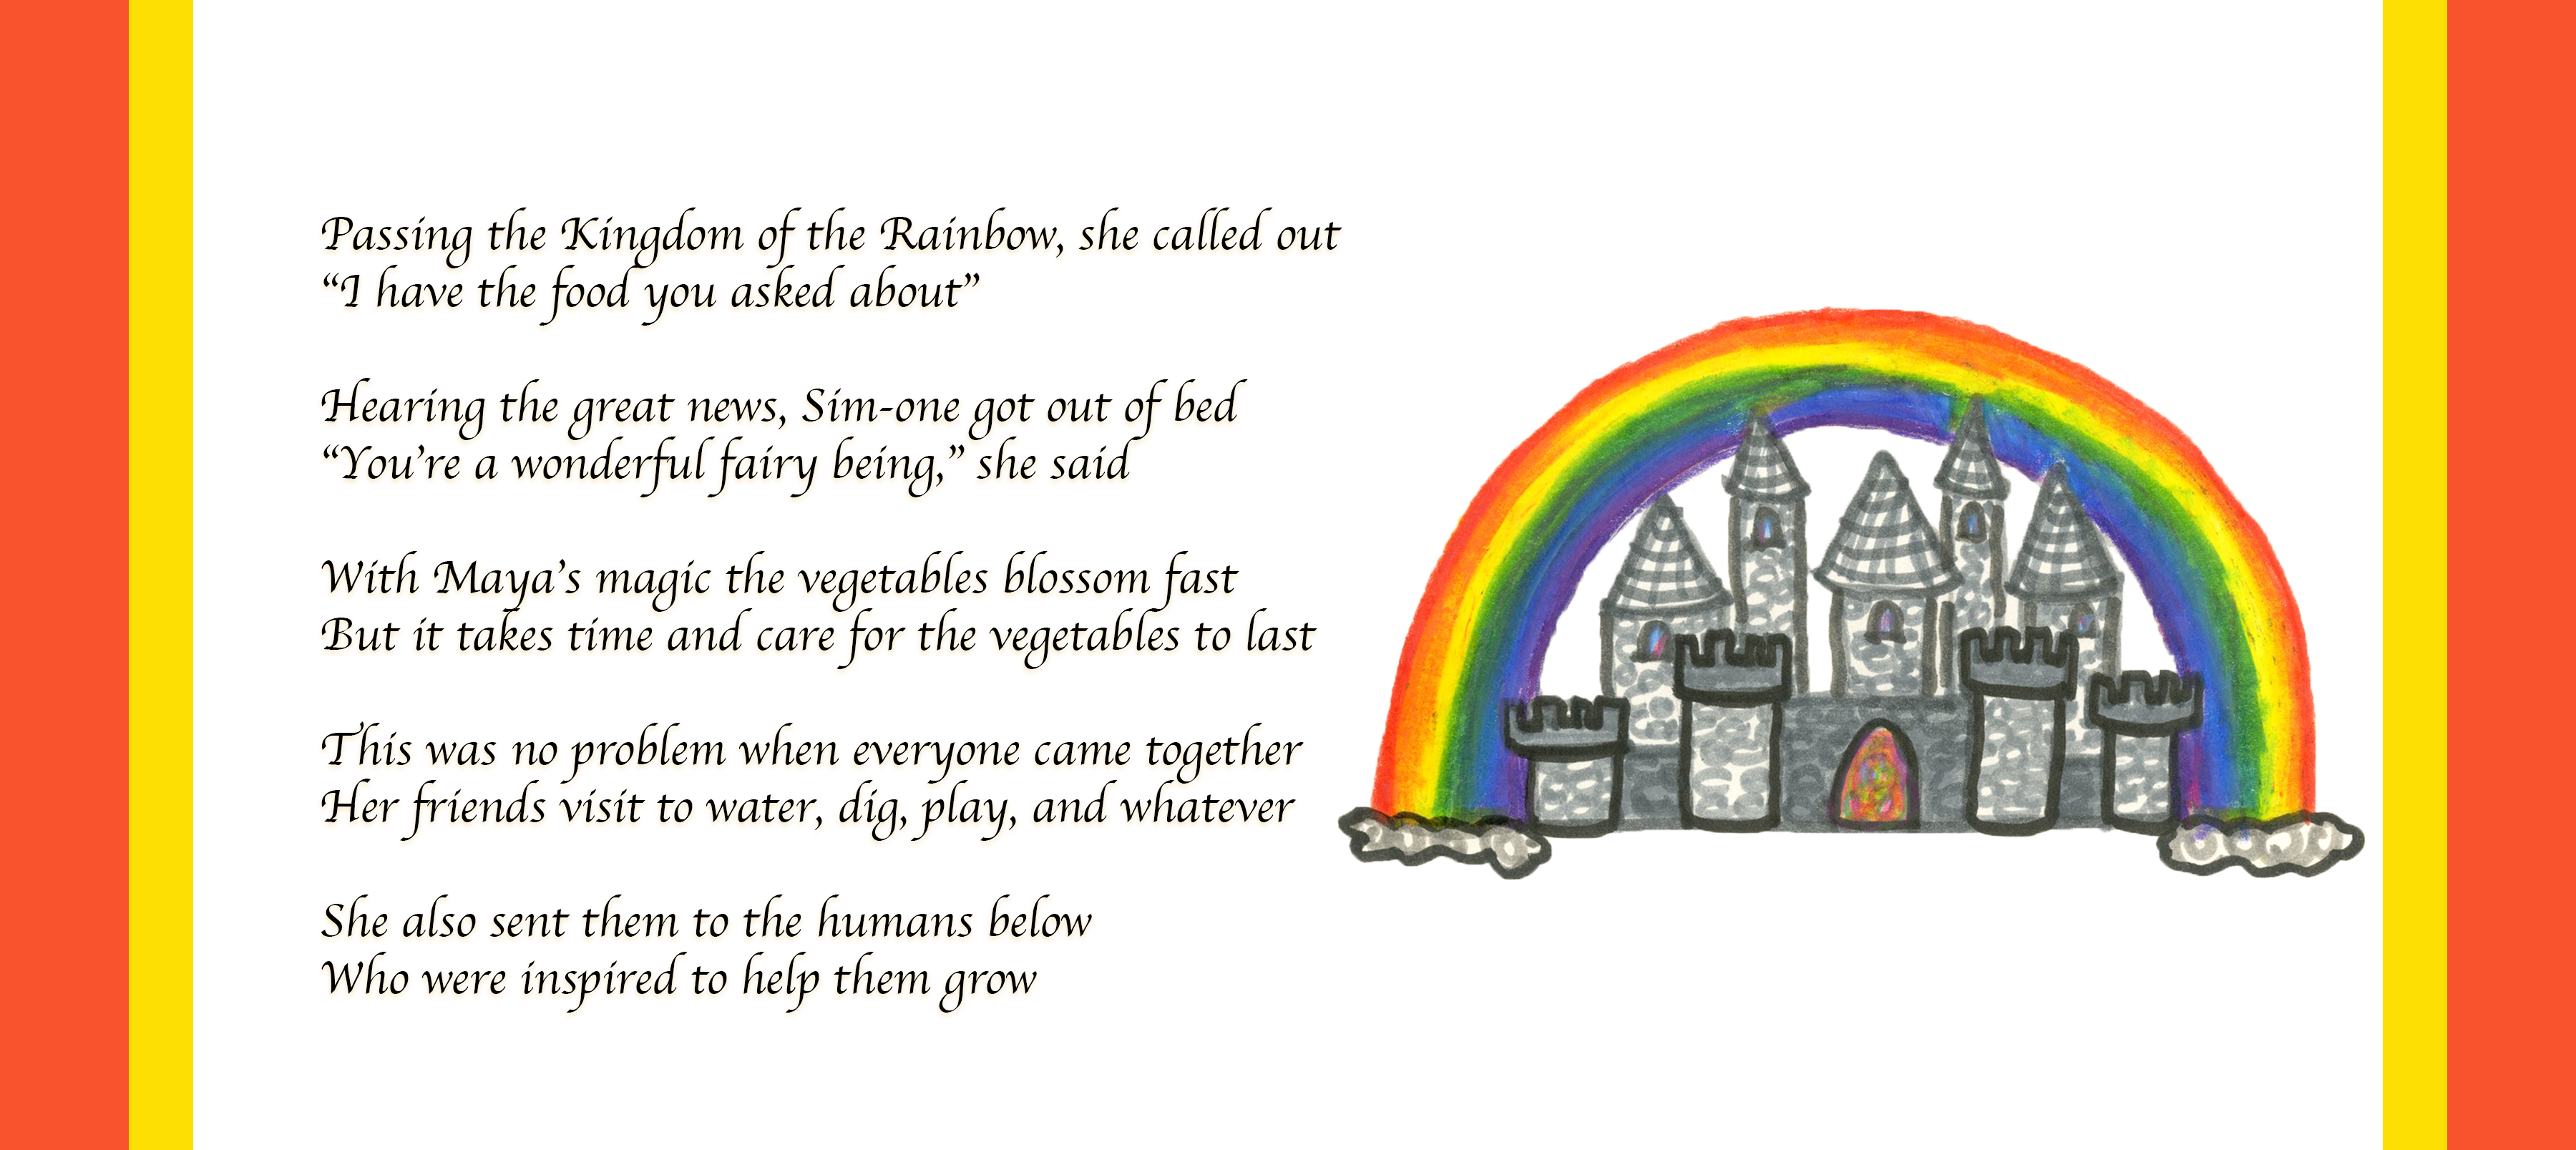 Passing the Kingdom of the Rainbow, she called out
“I have the food you asked about”
Hearing the great news, Sim-one got out of bed
“You’re a wonderful fairy being,” she said
With Maya’s magic the vegetables blossom fast
But it takes time and care for the vegetables to last
This was no problem when everyone came together
Her friends visit to water, dig, play, and whatever
She also sent them to the humans below
Who were inspired to help them grow